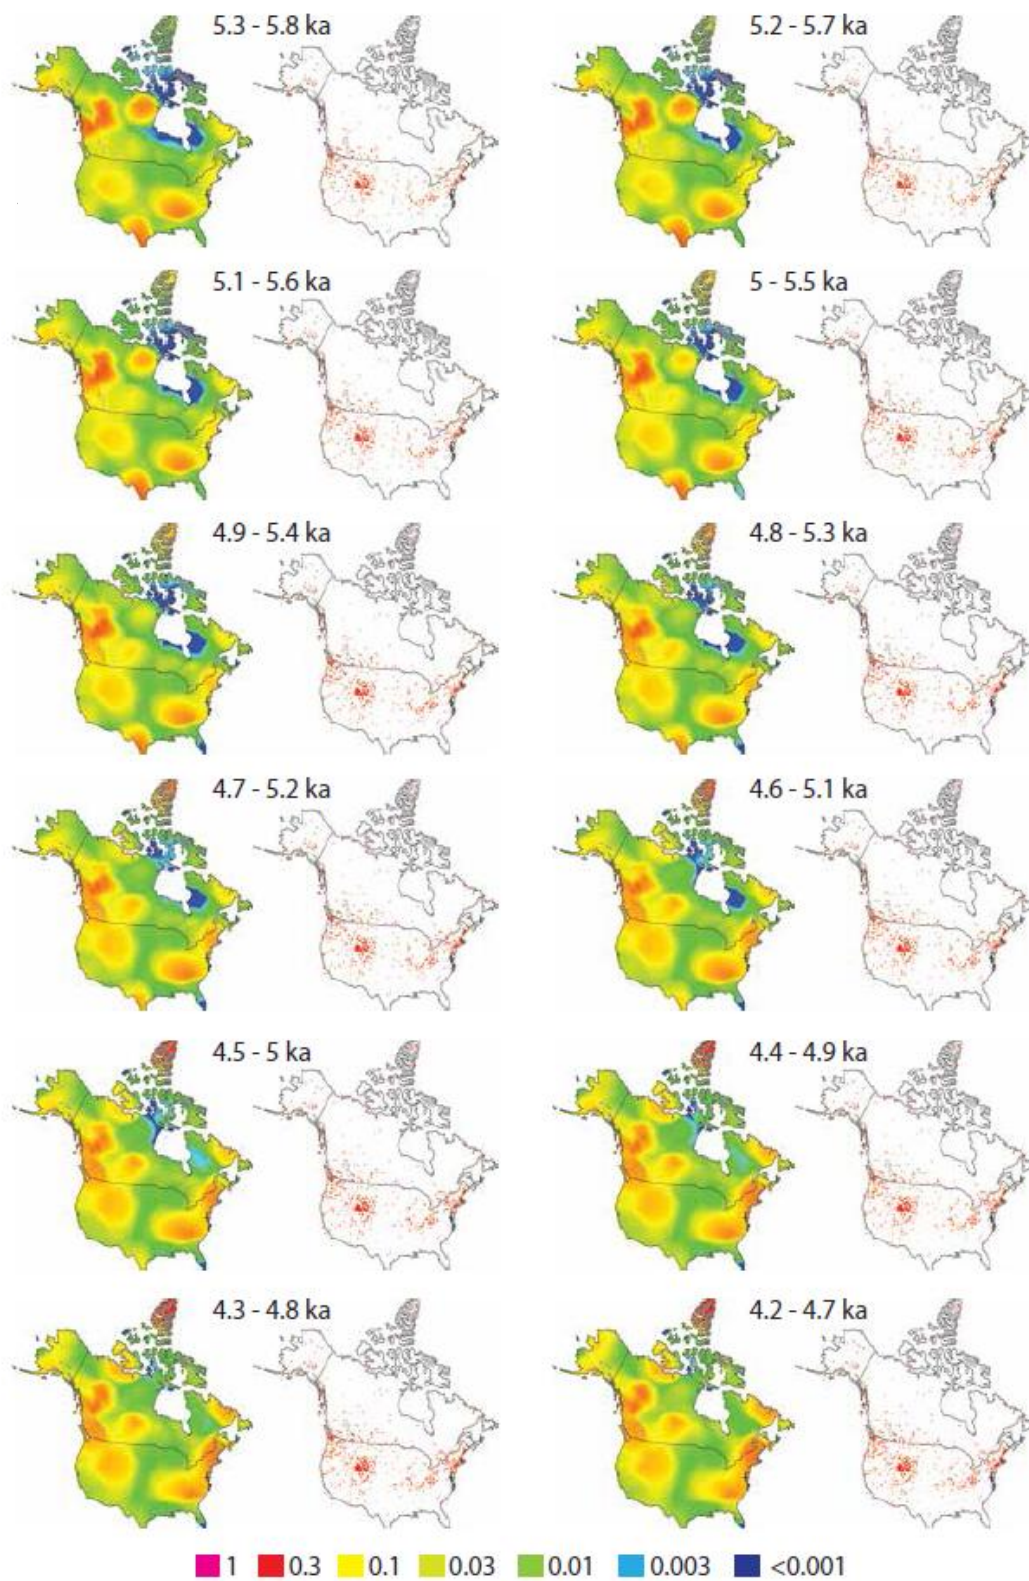 5.3 - 5.8 ka
5.2 - 5.7 ka
5.1 - 5.6 ka
5 - 5.5 ka
4.9 - 5.4 ka
4.8 - 5.3 ka
4.7 - 5.2 ka
4.6 - 5.1 ka
4.5 - 5 ka
4.4 - 4.9 ka
4.3 - 4.8 ka
4.2 - 4.7 ka
1 0.3 0.1 0.03 0.01 0.003 <0.001